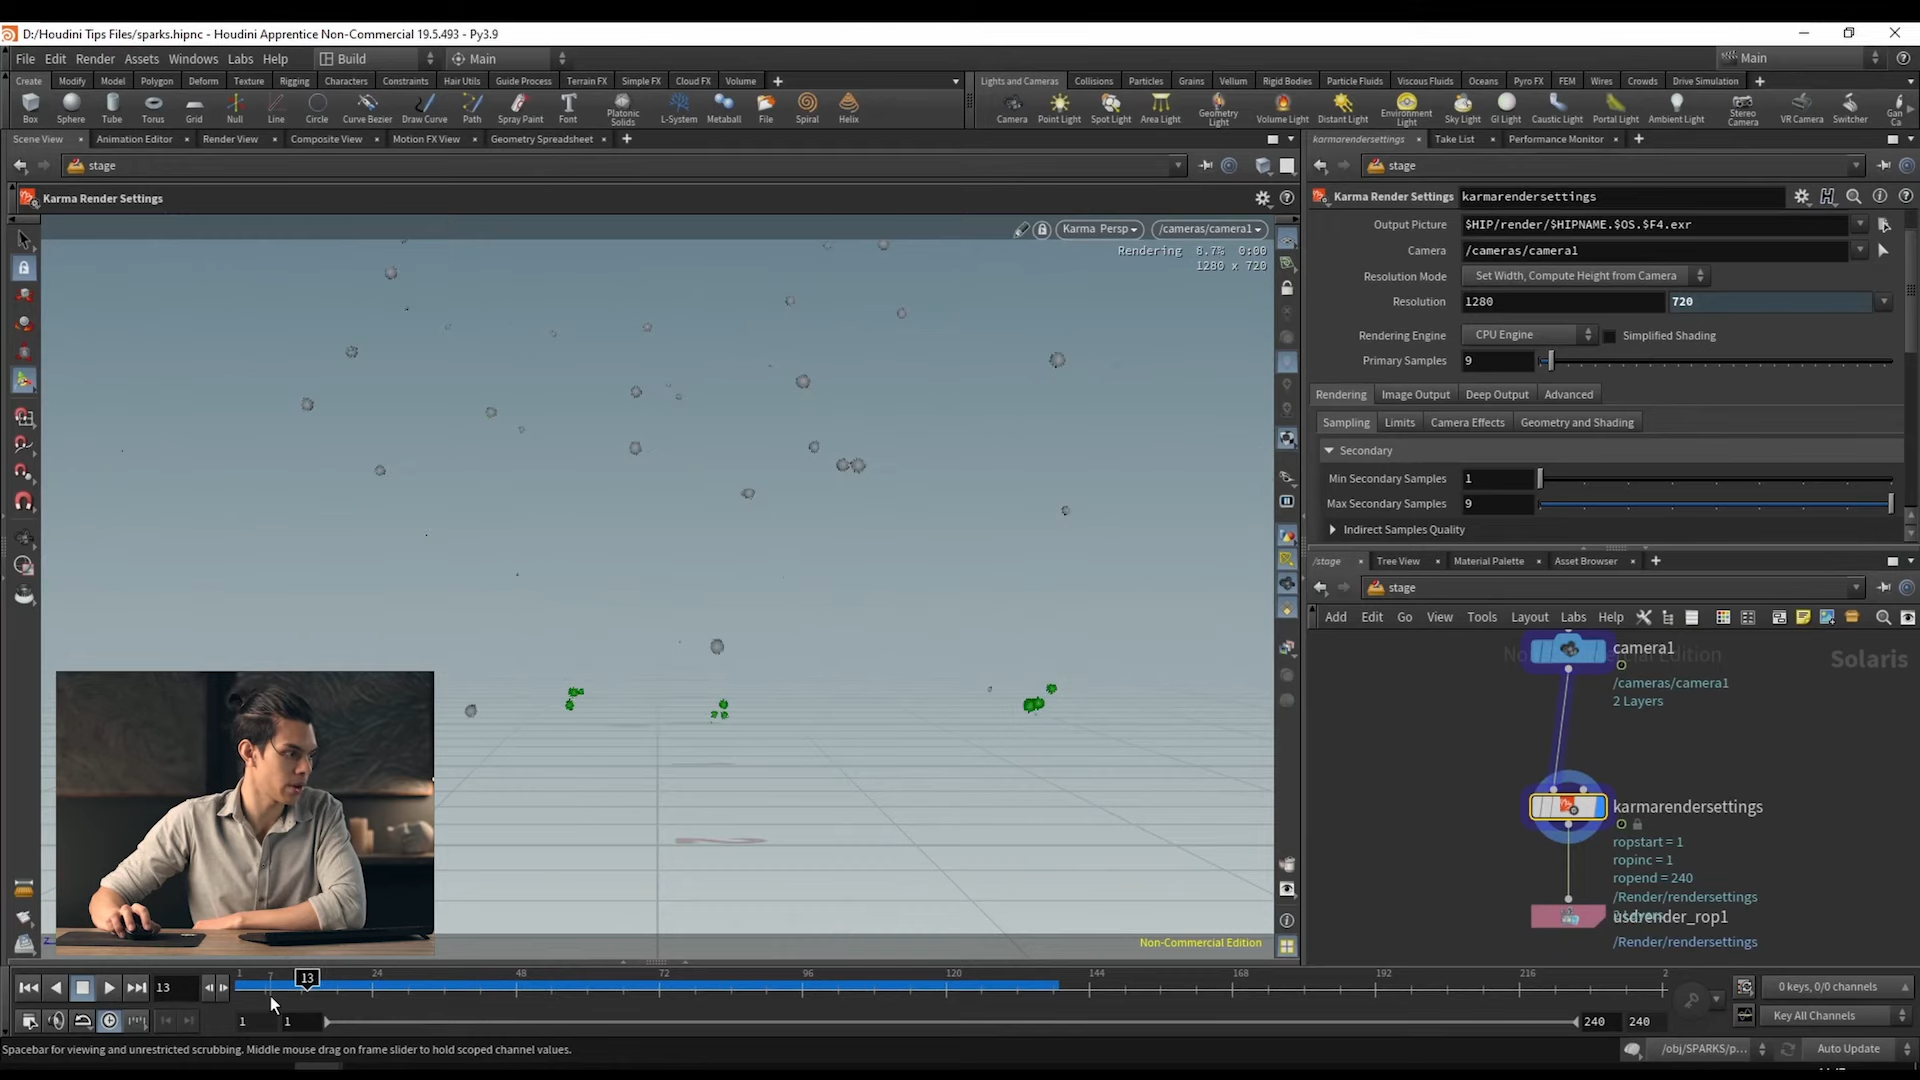 D:/Houdini Tips Files/sparks.hipnc - Houdini Apprentice Non-Commercial 19.5.493 - Py3.9
File Edit Render Assets Windows Labs Help Build Main Main
Create Modify Model Polygon Deform Texture Rigging Characters Constraints Hair Utils Guide Process Terrain FX Simple FX Cloud FX Volume
Lights and Cameras Collisions Particles Grains Vellum Rigid Bodies Particle Fluids Viscous Fluids Oceans Pyro FX FEM Wires Crowds Drive Simulation
Box Sphere Tube Torus Grid Null Line Circle Curve Bezier Draw Curve Path Spray Paint Font Platonic Solids L-System Metaball File Spiral Helix
Camera Point Light Spot Light Area Light Geometry Light Volume Light Distant Light Environment Light Sky Light GI Light Caustic Light Portal Light Ambient Light Stereo Camera VR Camera Switcher
Scene View Animation Editor Render View Composite View Motion FX View Geometry Spreadsheet
karmarendersettings Take List Performance Monitor
stage
stage
Karma Render Settings
Karma Render Settings karmarendersettings
Output Picture $HIP/render/$HIPNAME.$OS.$F4.exr
Karma Persp /cameras/camera1
Rendering 8.7% 0:00
1280 x 720
Camera /cameras/camera1
Resolution Mode Set Width, Compute Height from Camera
Resolution 1280 720
Rendering Engine CPU Engine Simplified Shading
Primary Samples 9
Rendering Image Output Deep Output Advanced
Sampling Limits Camera Effects Geometry and Shading
Secondary
Min Secondary Samples 1
Max Secondary Samples 9
Indirect Samples Quality
/stage Tree View Material Palette Asset Browser
stage
Add Edit Go View Tools Layout Labs Help
camera1
Solaris
/cameras/camera1
2 Layers
karmarendersettings
ropstart = 1
ropinc = 1
ropend = 240
/Render/rendersettings
usdrender_rop1
/Render/rendersettings
Non-Commercial Edition
13 1 7 13 24 48 72 96 120 144 168 192 216 2
0 keys, 0/0 channels
1 1 240 240
Key All Channels
Spacebar for viewing and unrestricted scrubbing. Middle mouse drag on frame slider to hold scoped channel values.
/obj/SPARKS/p... Auto Update